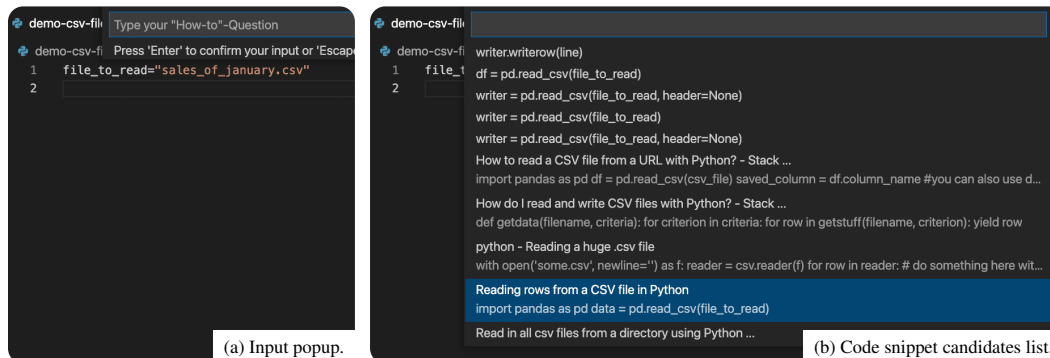 demo-csv-fil
Type your "How-to"-Question
demo-csv-f
Press 'Enter' to confirm your input or 'Escape
1 file_to_read="sales_of_january.csv"
2
(a) Input popup.
demo-csv-fil
demo-csv-f
1 file_t
2
writer.writerow(line)
df = pd.read_csv(file_to_read)
writer = pd.read_csv(file_to_read, header=None)
writer = pd.read_csv(file_to_read)
writer = pd.read_csv(file_to_read, header=None)
How to read a CSV file from a URL with Python? - Stack ...
import pandas as pd df = pd.read_csv(csv_file) saved_column = df.column_name #you can also use d...
How do I read and write CSV files with Python? - Stack ...
def getdata(filename, criteria): for criterion in criteria: for row in getstuff(filename, criterion): yield row
python - Reading a huge .csv file
with open('some.csv', newline='') as f: reader = csv.reader(f) for row in reader: # do something here wit...
Reading rows from a CSV file in Python
import pandas as pd data = pd.read_csv(file_to_read)
Read in all csv files from a directory using Python ...
(b) Code snippet candidates list